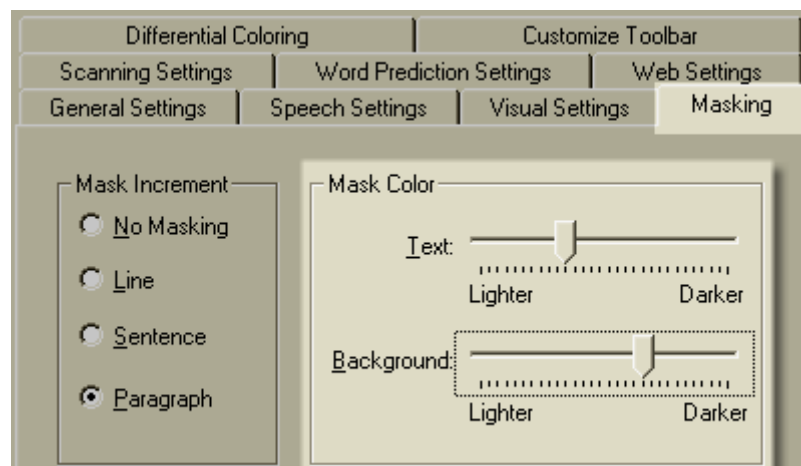 Differential Coloring Customize Toolbar
Scanning Settings Word Prediction Settings Web Settings
General Settings Speech Settings Visual Settings Masking
Mask Increment
No Masking
Line
Sentence
Paragraph
Mask Color
Text:
Lighter Darker
Background:
Lighter Darker